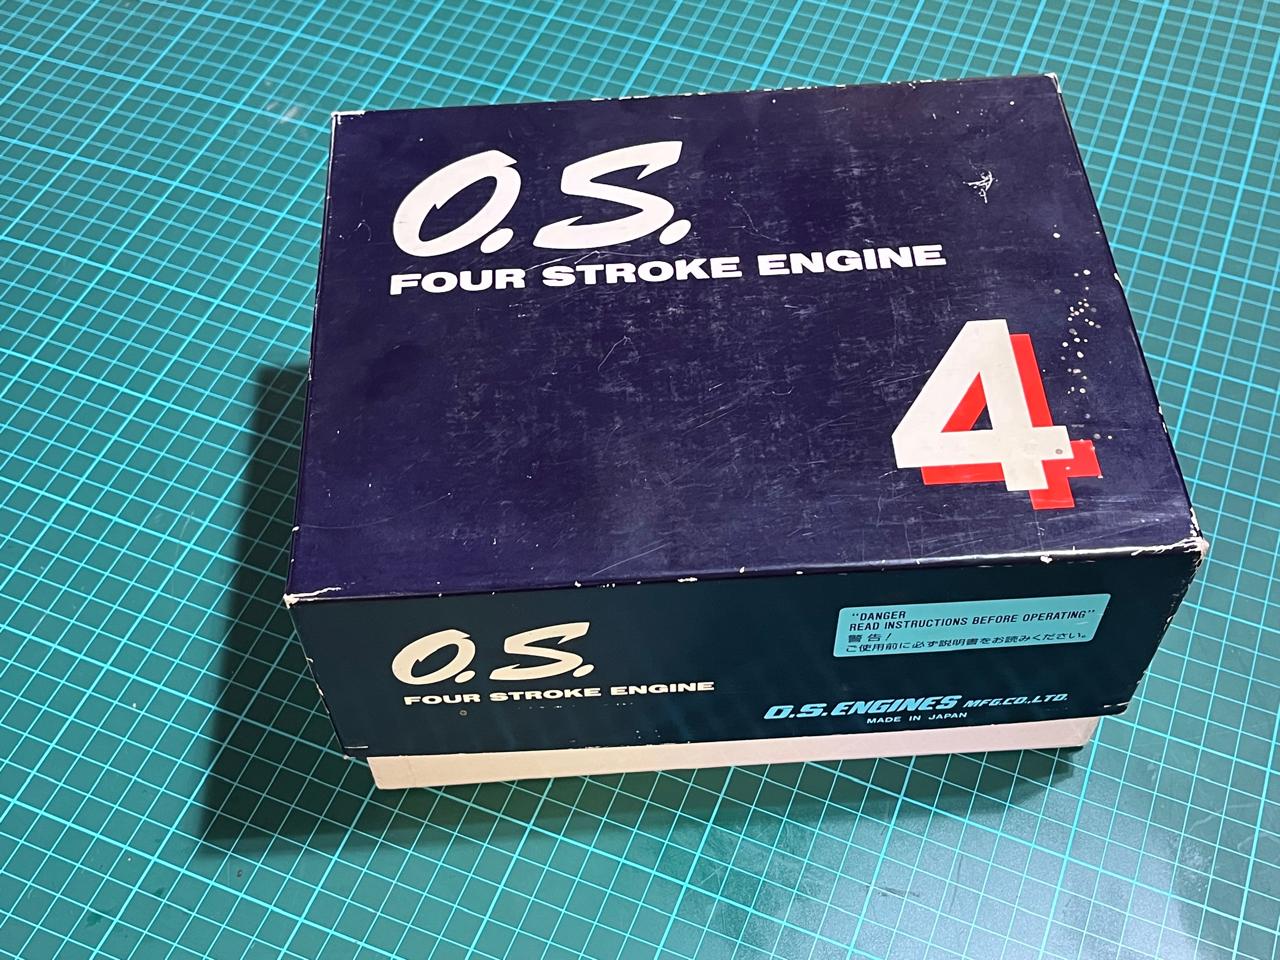 O.S.
FOUR STROKE ENGINE
4
O.S.
FOUR STROKE ENGINE
"DANGER
READ INSTRUCTIONS BEFORE OPERATING"
警告!
ご使用前に必ず説明書をお読みください。
O.S. ENGINES MFG.CO.,LTD.
MADE IN JAPAN